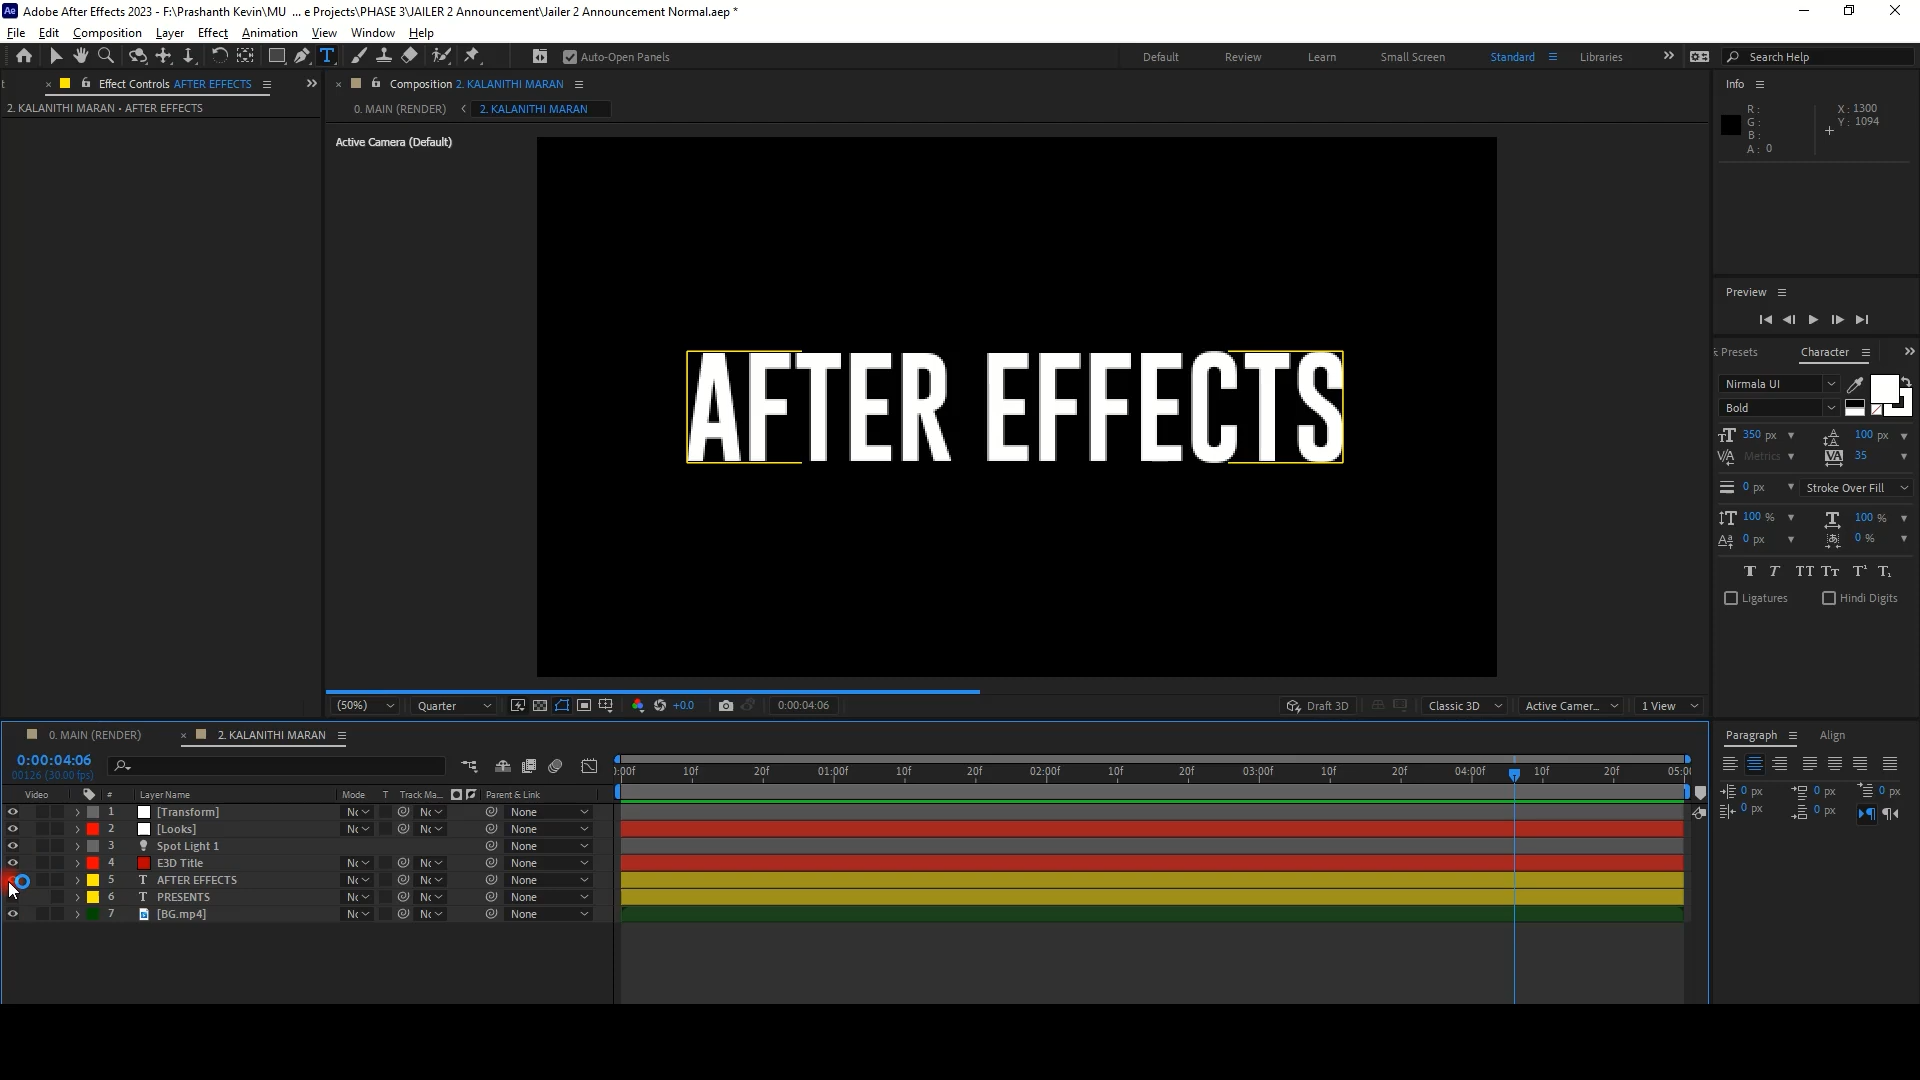 Adobe After Effects 2023 - F:\Prashanth Kevin\MU ... e Projects\PHASE 3\JAILER 2 Announcement\Jailer 2 Announcement Normal.aep *
File Edit Composition Layer Effect Animation View Window Help
Auto-Open Panels Default Review Learn Small Screen Standard Libraries Search Help
Effect Controls AFTER EFFECTS
2. KALANITHI MARAN • AFTER EFFECTS
Composition 2. KALANITHI MARAN
0. MAIN (RENDER) 2. KALANITHI MARAN
Active Camera (Default)
AFTER EFFECTS
(50%) Quarter +0.0 0:00:04:06 Draft 3D Classic 3D Active Camer... 1 View
Info
R:
G:
B:
A: 0
X: 1300
Y: 1094
Preview
Presets Character
Nirmala UI
Bold
350 px 100 px
Metrics 35
0 px Stroke Over Fill
100 % 100 %
0 px 0 %
Ligatures Hindi Digits
0. MAIN (RENDER) 2. KALANITHI MARAN
0:00:04:06
00126 (30.00 fps)
:00f 10f 20f 01:00f 10f 20f 02:00f 10f 20f 03:00f 10f 20f 04:00f 10f 20f 05:0
Video # Layer Name Mode T Track Ma... Parent & Link
1 [Transform] None
2 [Looks] None
3 Spot Light 1 None
4 E3D Title None
5 T AFTER EFFECTS None
6 T PRESENTS None
7 [BG.mp4] None
Paragraph Align
0 px 0 px 0 px
0 px 0 px